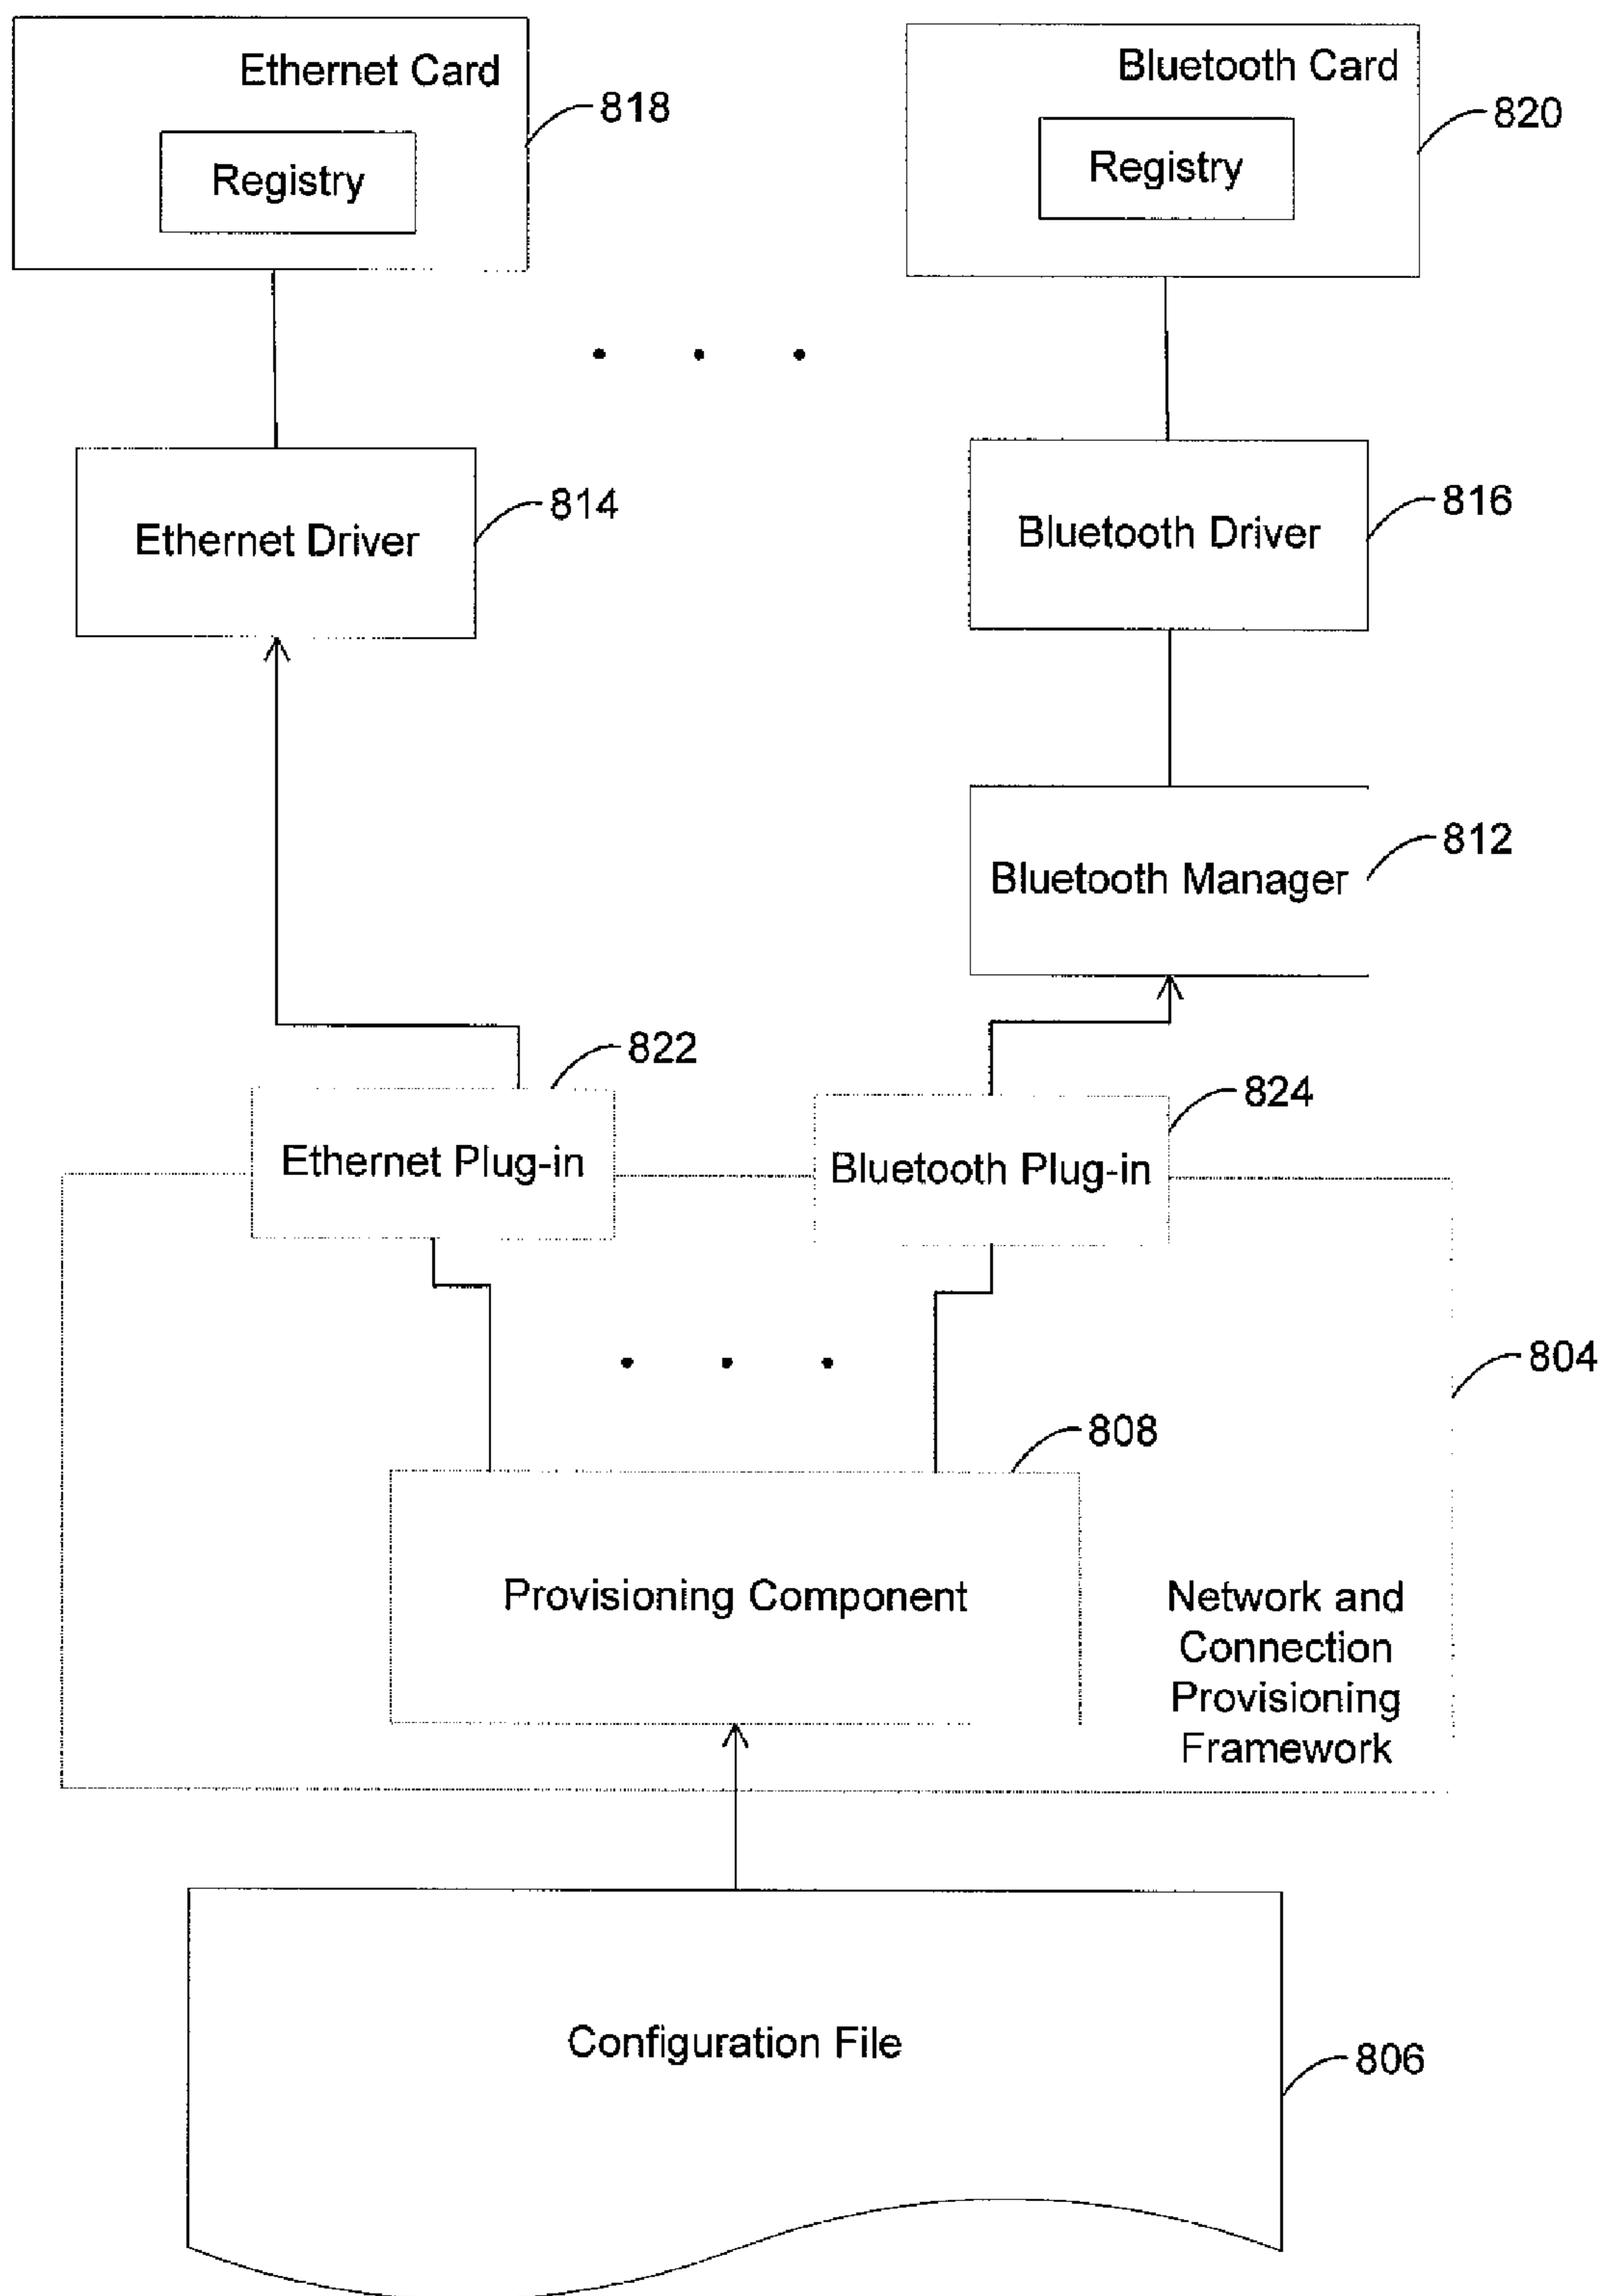 Ethernet Card
818
Registry
Bluetooth Card
820
Registry
Ethernet Driver
814
Bluetooth Driver
816
Bluetooth Manager
812
Ethernet Plug-in
822
Bluetooth Plug-in
824
804
808
Provisioning Component
Network and
Connection
Provisioning
Framework
Configuration File
806